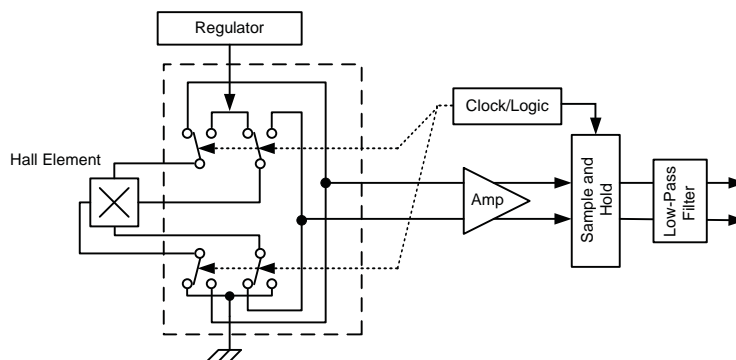 Regulator
Clock/Logic
Hall Element
Amp
Sample and
Hold
Low-Pass
Filter